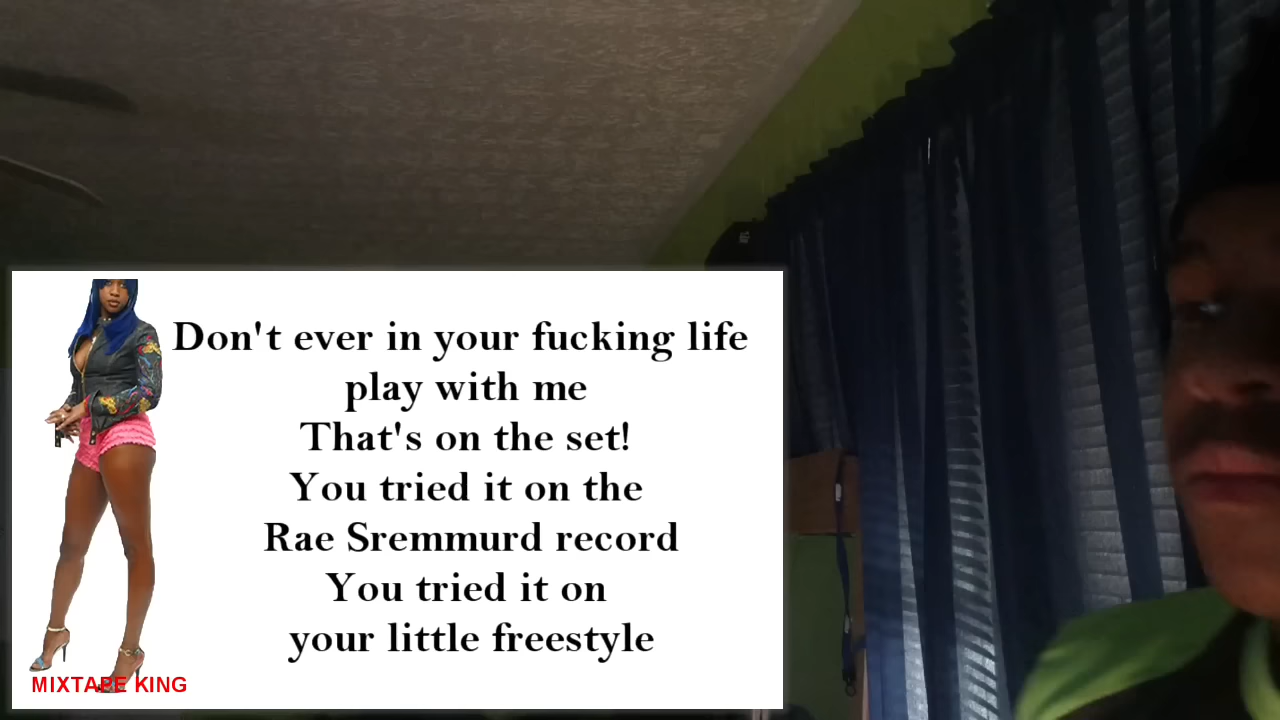 Don't ever in your fucking life
play with me
That's on the set!
You tried it on the
Rae Sremmurd record
You tried it on
your little freestyle
MIXTAPE KING